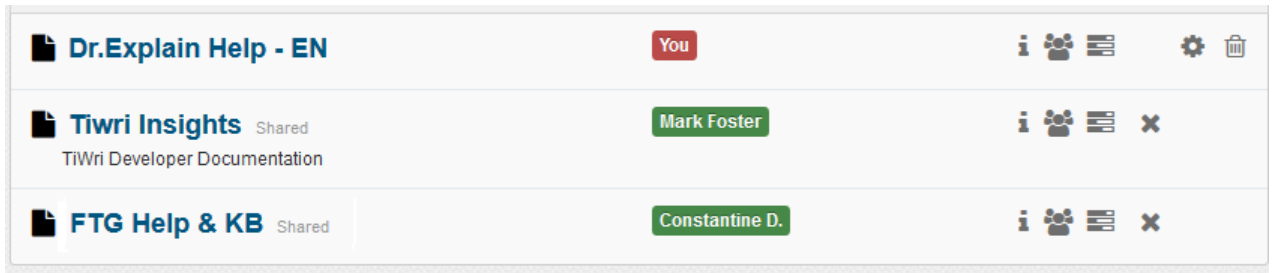 Dr.Explain Help - EN You
Tiwri Insights Shared Mark Foster
TiWri Developer Documentation
FTG Help & KB Shared Constantine D.